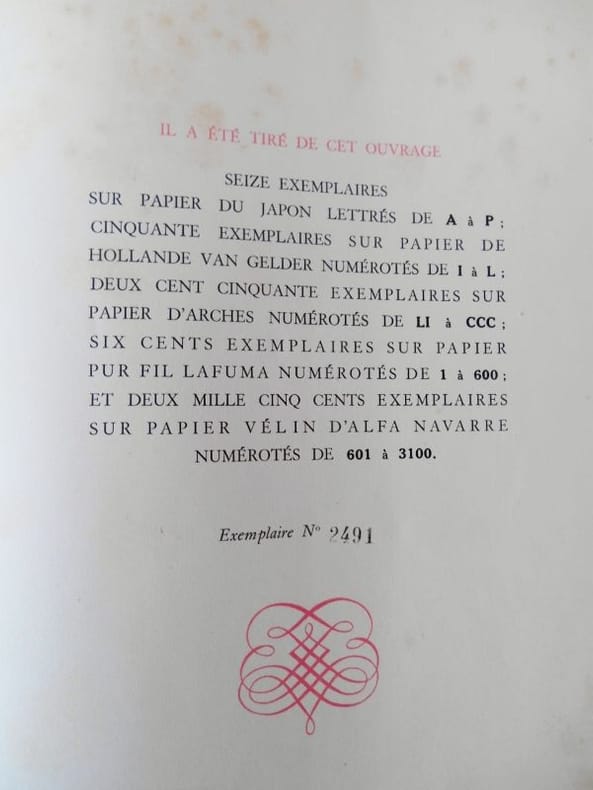 IL A ÉTÉ TIRÉ DE CET OUVRAGE
SEIZE EXEMPLAIRES
SUR PAPIER DU JAPON LETTRÉS DE A à P ;
CINQUANTE EXEMPLAIRES SUR PAPIER DE
HOLLANDE VAN GELDER NUMÉROTÉS DE I à L ;
DEUX CENT CINQUANTE EXEMPLAIRES SUR
PAPIER D'ARCHES NUMÉROTÉS DE LI à CCC ;
SIX CENTS EXEMPLAIRES SUR PAPIER
PUR FIL LAFUMA NUMÉROTÉS DE 1 à 600 ;
ET DEUX MILLE CINQ CENTS EXEMPLAIRES
SUR PAPIER VÉLIN D'ALFA NAVARRE
NUMÉROTÉS DE 601 à 3100.
Exemplaire N° 2491